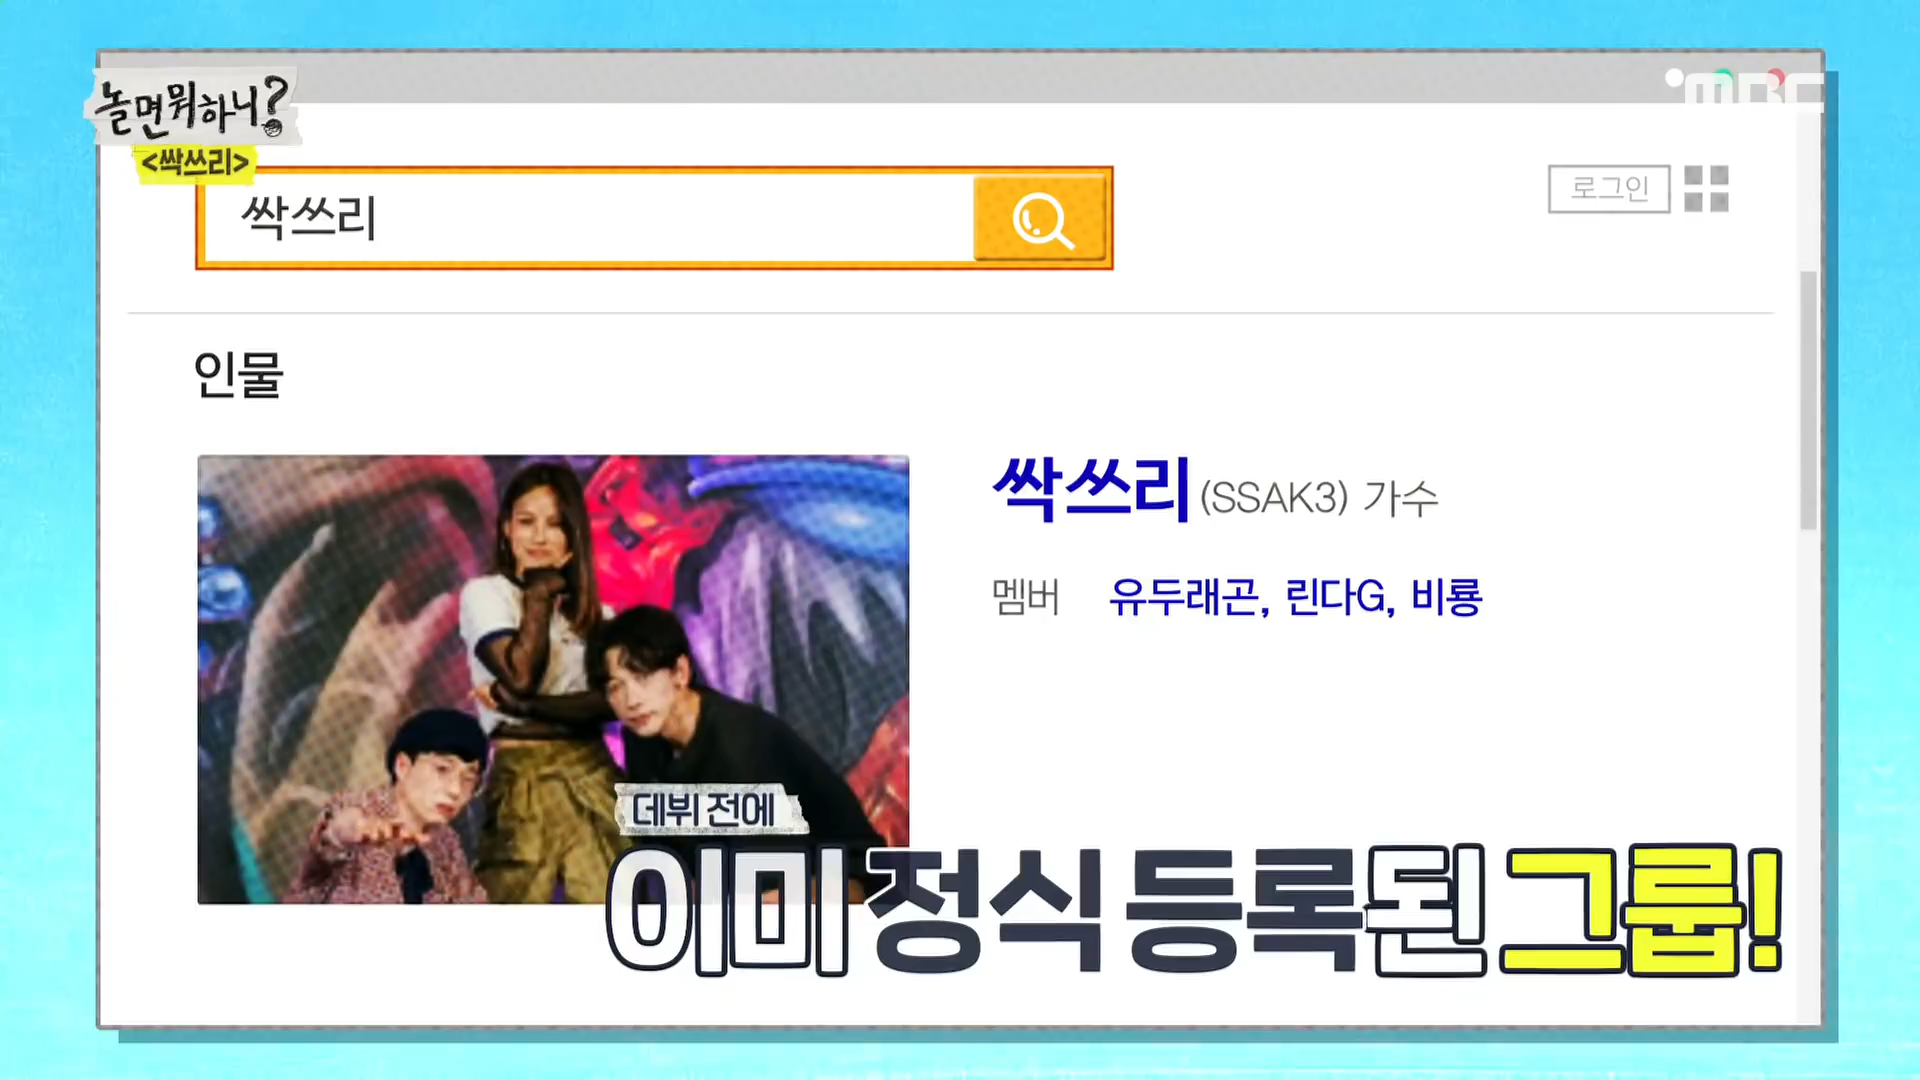 놀면뭐하니?
<싹쓰리>
MBC
싹쓰리
로그인
인물
싹쓰리 (SSAK3) 가수
멤버 유두래곤, 린다G, 비룡
데뷔 전에
이미 정식 등록된 그룹!